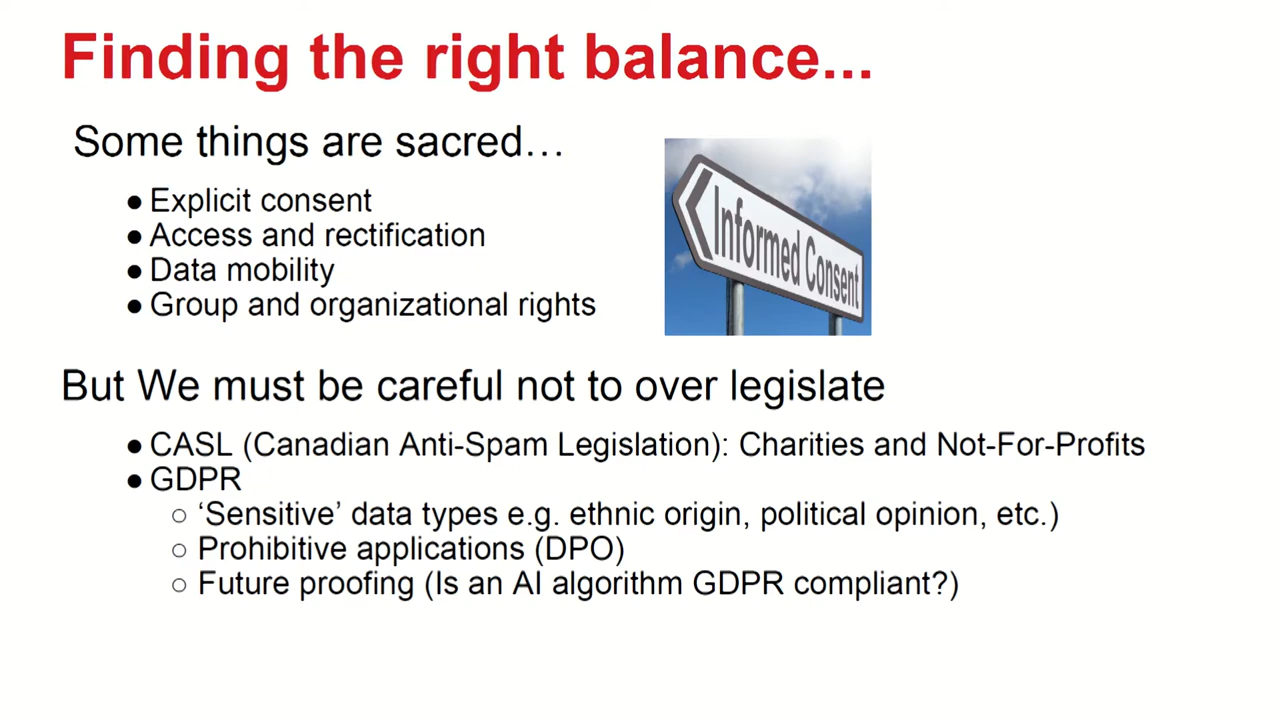 Finding the right balance...
Some things are sacred…
● Explicit consent
● Access and rectification
● Data mobility
● Group and organizational rights
Informed Consent
But We must be careful not to over legislate
● CASL (Canadian Anti-Spam Legislation): Charities and Not-For-Profits
● GDPR
○ ‘Sensitive’ data types e.g. ethnic origin, political opinion, etc.)
○ Prohibitive applications (DPO)
○ Future proofing (Is an AI algorithm GDPR compliant?)